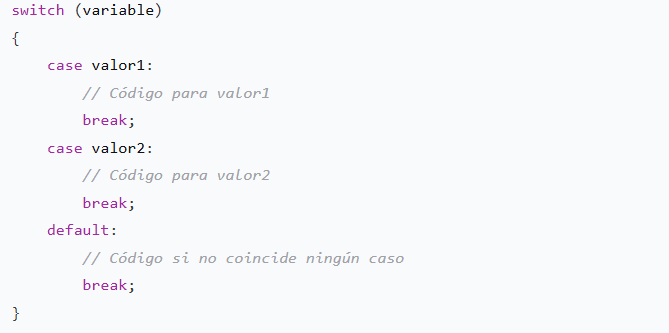 switch (variable)
{
    case valor1:
        // Código para valor1
        break;
    case valor2:
        // Código para valor2
        break;
    default:
        // Código si no coincide ningún caso
        break;
}